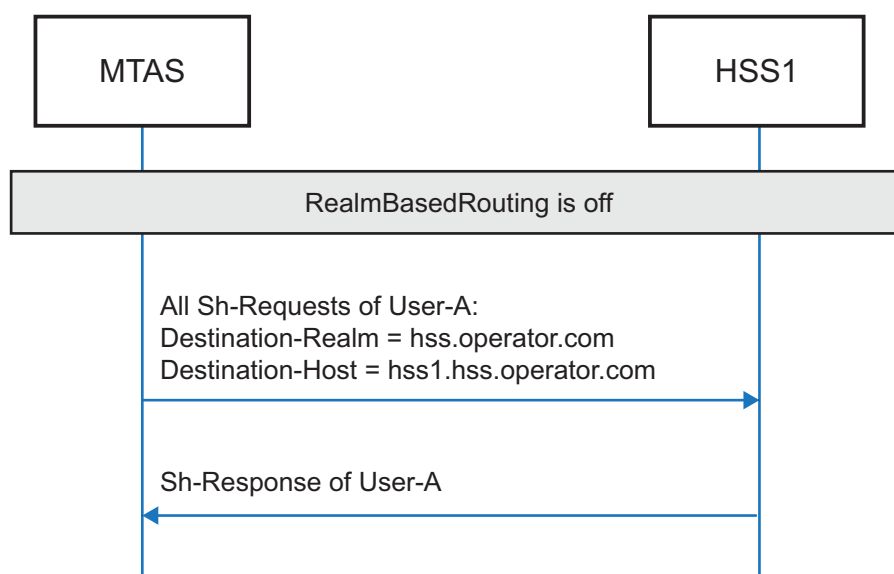 MTAS
HSS1
RealmBasedRouting is off
All Sh-Requests of User-A:
Destination-Realm = hss.operator.com
Destination-Host = hss1.hss.operator.com
Sh-Response of User-A